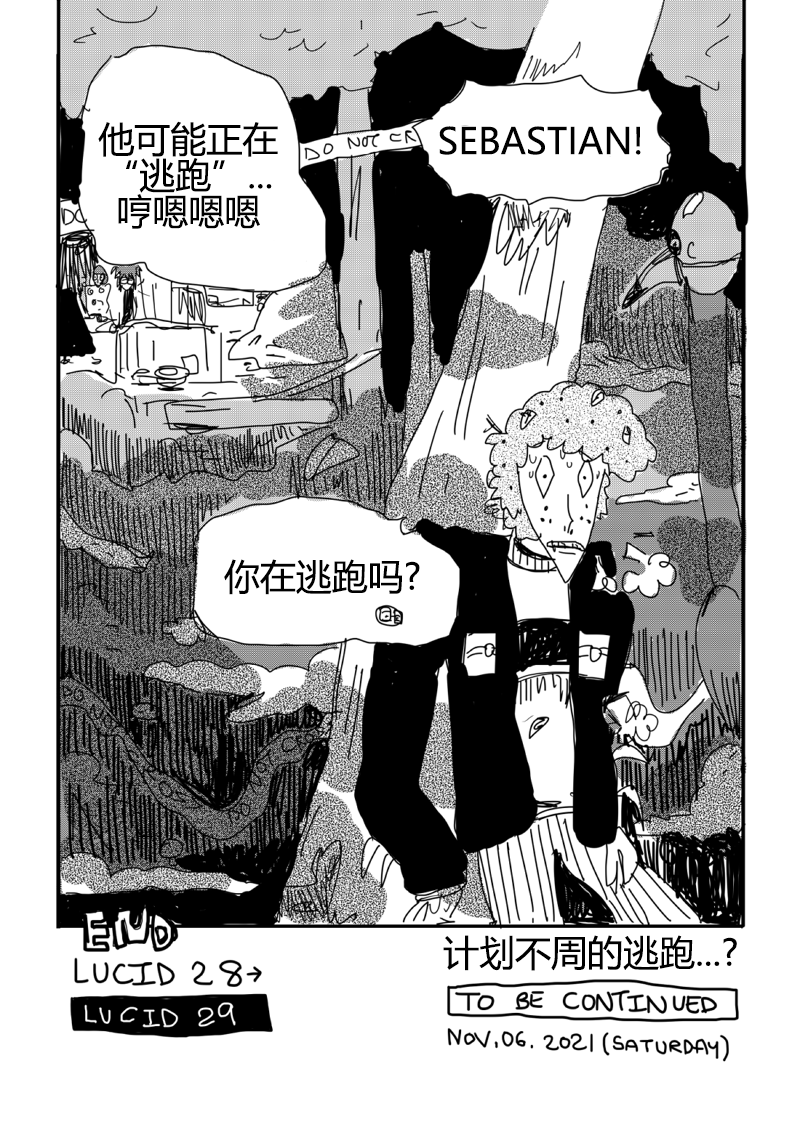 他可能正在
“逃跑”...
哼嗯嗯嗯
DO NOT CR
SEBASTIAN!
DO
你在逃跑吗?
END
LUCID 28→
LUCID 29
计划不周的逃跑...?
TO BE CONTINUED
NOV. 06. 2021 (SATURDAY)